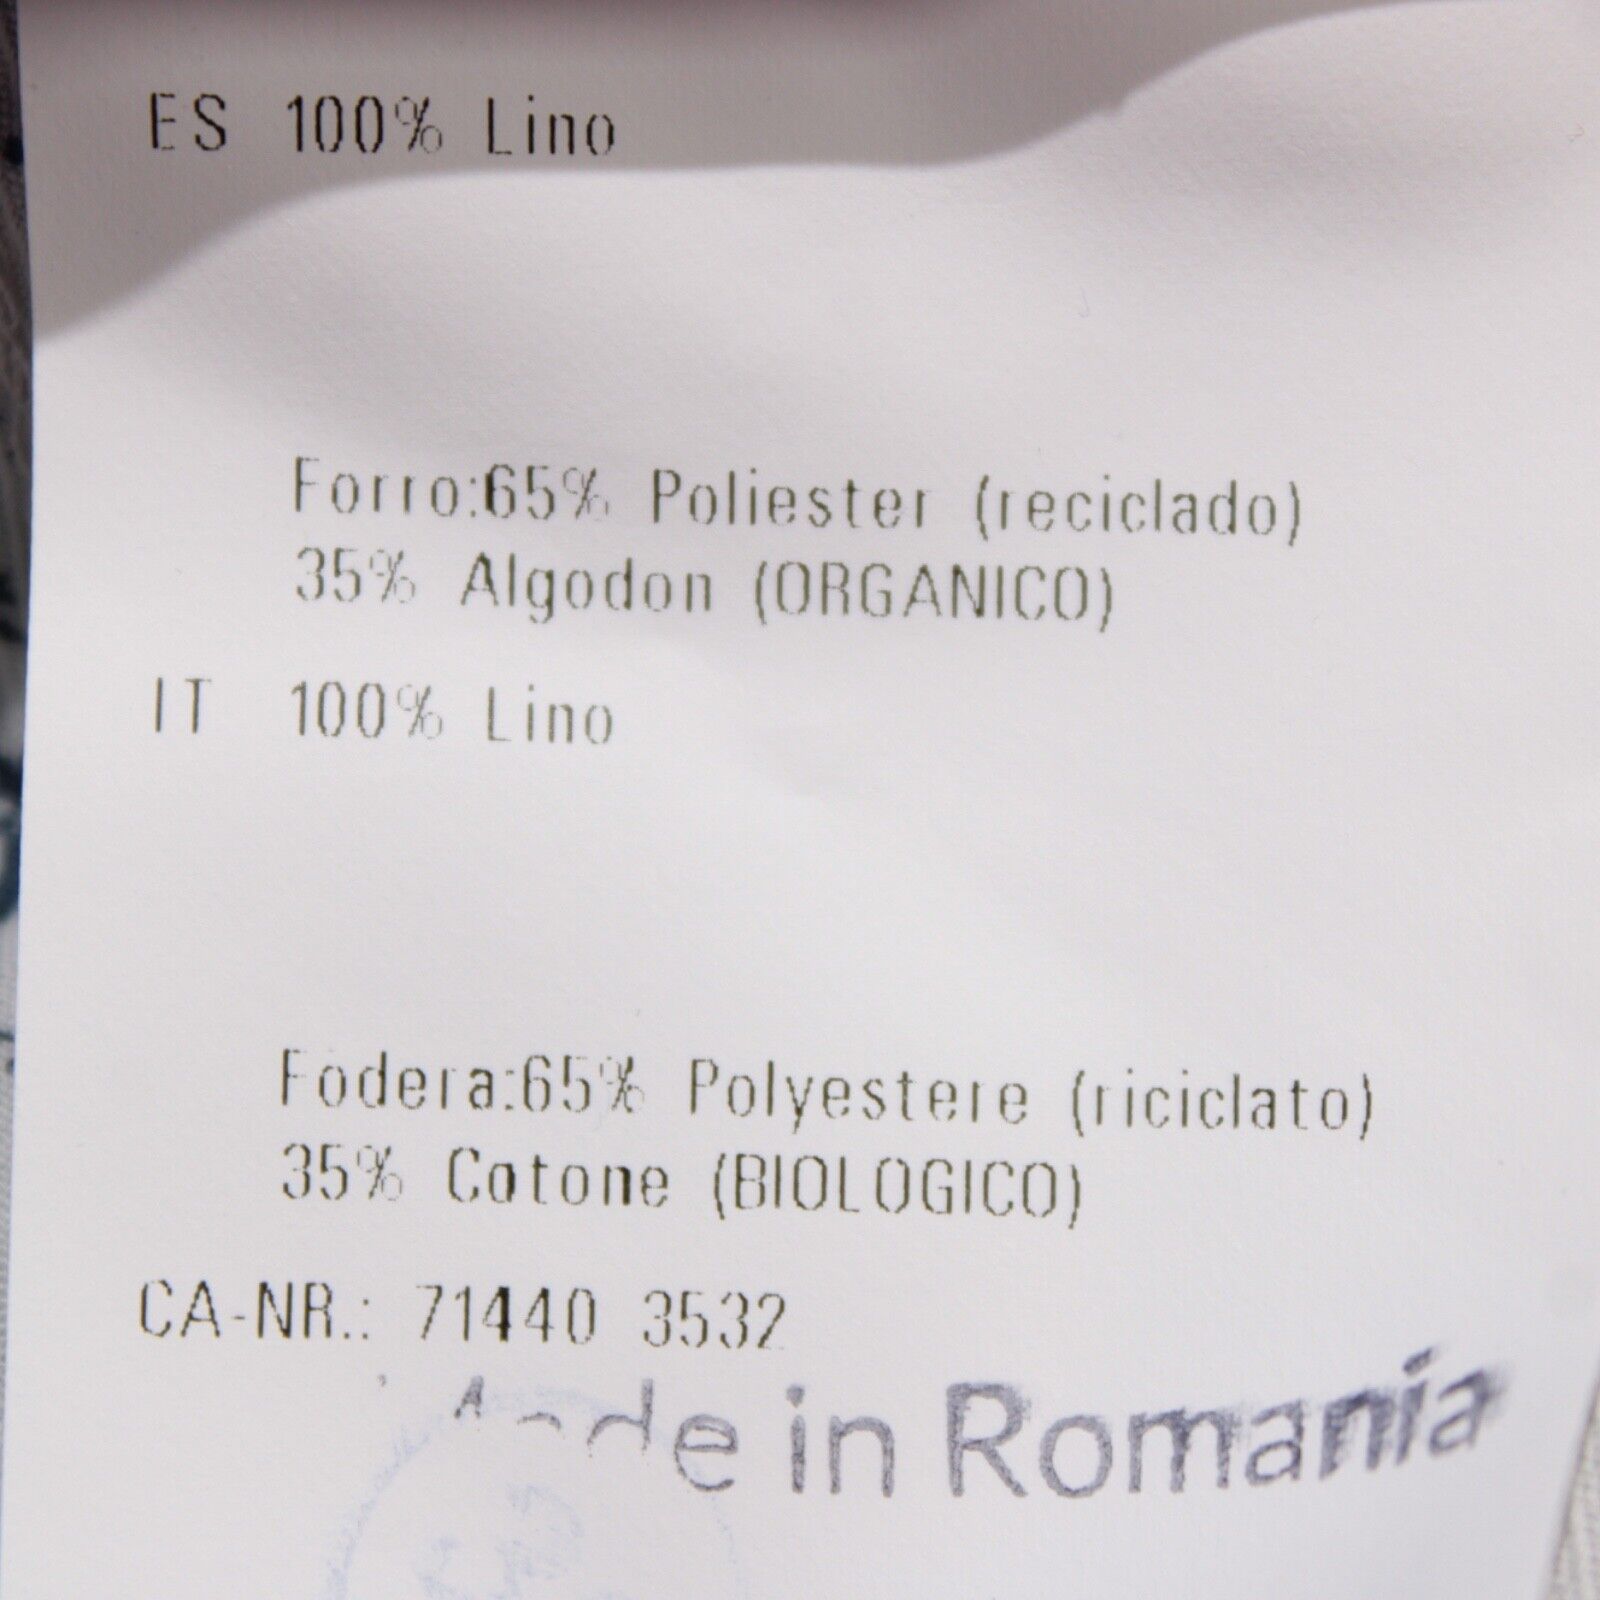 ES 100% Lino
Forro:65% Poliester (reciclado)
35% Algodon (ORGANICO)
IT 100% Lino
Fodera:65% Polyestere (riciclato)
35% Cotone (BIOLOGICO)
CA-NR.: 71440 3532
Made in Romania